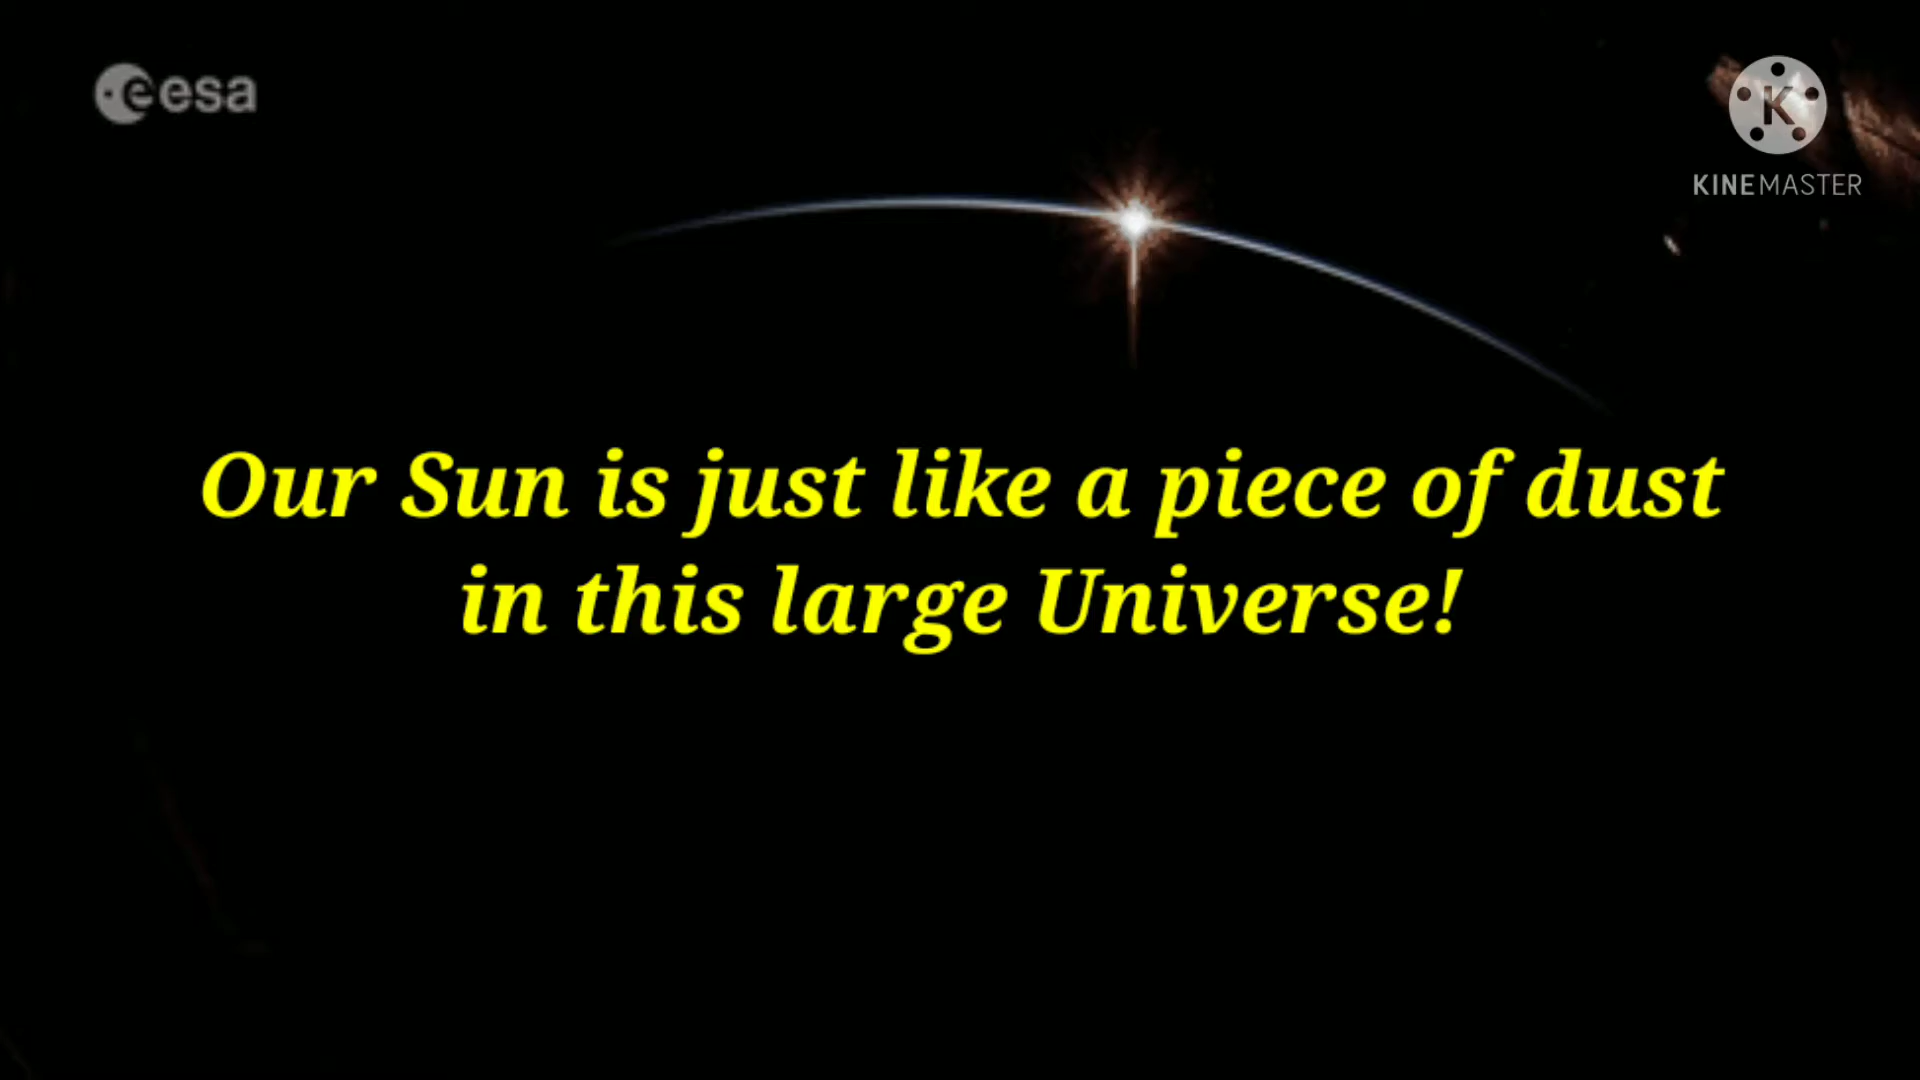 esa
K
KINEMASTER
Our Sun is just like a piece of dust
in this large Universe!